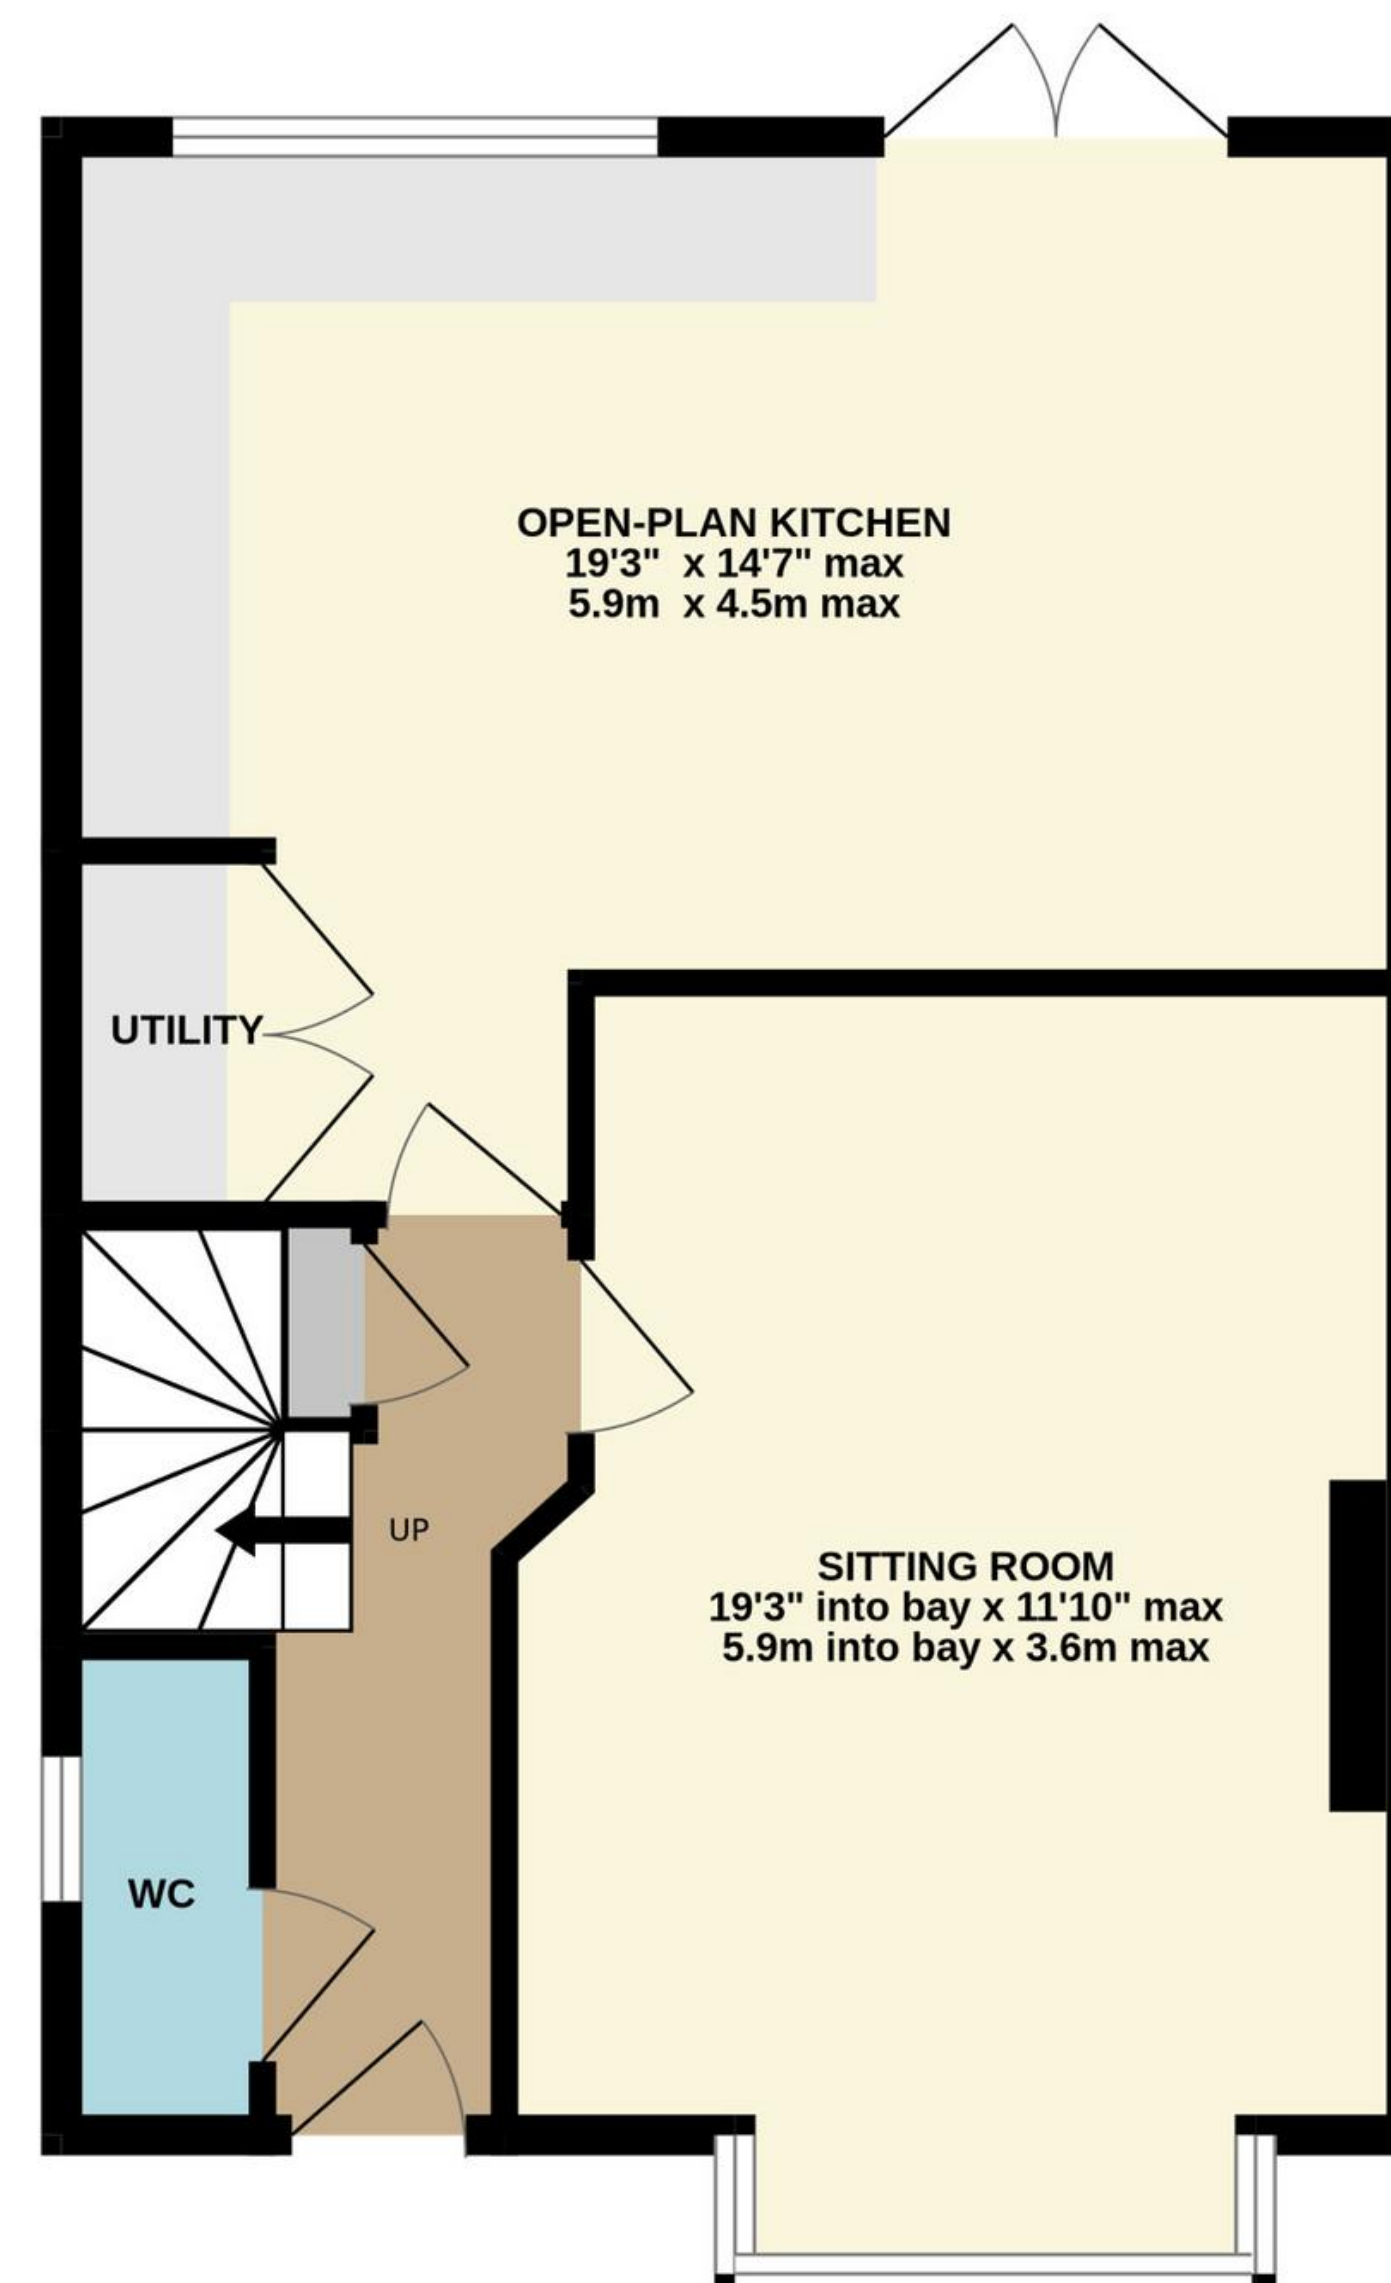 OPEN-PLAN KITCHEN
19'3"  x 14'7" max
5.9m  x 4.5m max
UTILITY
UP
SITTING ROOM
19'3" into bay x 11'10" max
5.9m into bay x 3.6m max
WC